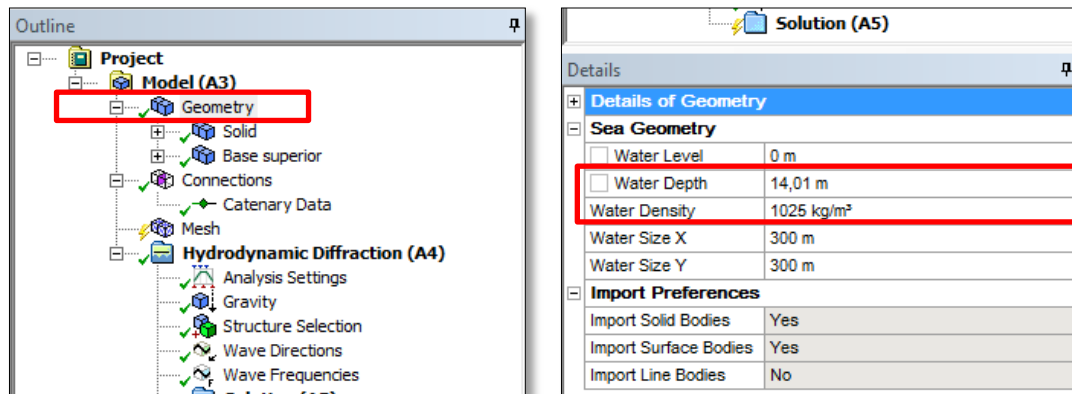 Outline
Project
Model (A3)
Geometry
Solid
Base superior
Connections
Catenary Data
Mesh
Hydrodynamic Diffraction (A4)
Analysis Settings
Gravity
Structure Selection
Wave Directions
Wave Frequencies
Solution (A5)
Details
Details of Geometry
Sea Geometry
Water Level 0 m
Water Depth 14,01 m
Water Density 1025 kg/m³
Water Size X 300 m
Water Size Y 300 m
Import Preferences
Import Solid Bodies Yes
Import Surface Bodies Yes
Import Line Bodies No